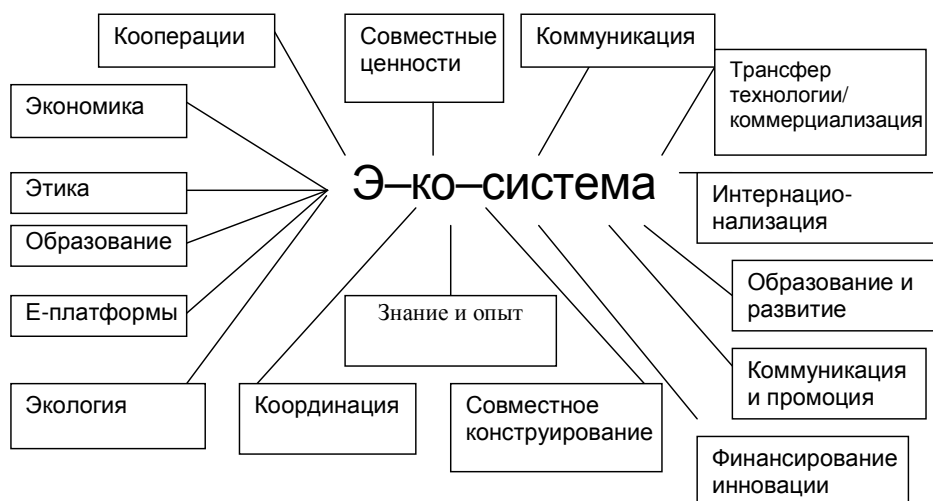 Кооперации
Совместные
ценности
Коммуникация
Трансфер
технологии/
коммерциализация
Экономика
Этика
Э–ко–система
Интернацио-
нализация
Образование
Образование и
развитие
Е-платформы
Знание и опыт
Коммуникация
и промоция
Экология
Координация
Совместное
конструирование
Финансирование
инновации